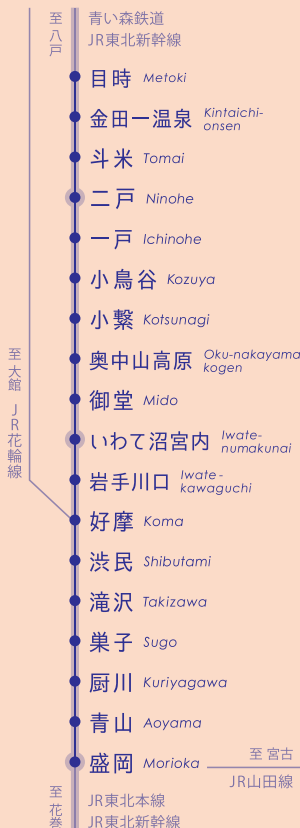 至八戸
青い森鉄道
JR東北新幹線
目時 Metoki
金田一温泉 Kintaichi-
onsen
斗米 Tomai
二戸 Ninohe
一戸 Ichinohe
小鳥谷 Kozuya
小繋 Kotsunagi
奥中山高原 Oku-nakayama
kogen
御堂 Mido
いわて沼宮内 Iwate-
numakunai
岩手川口 Iwate-
kawaguchi
至大館
JR花輪線
好摩 Koma
渋民 Shibutami
滝沢 Takizawa
巣子 Sugo
厨川 Kuriyagawa
青山 Aoyama
盛岡 Morioka
至 宮古
JR山田線
至花巻
JR東北本線
JR東北新幹線